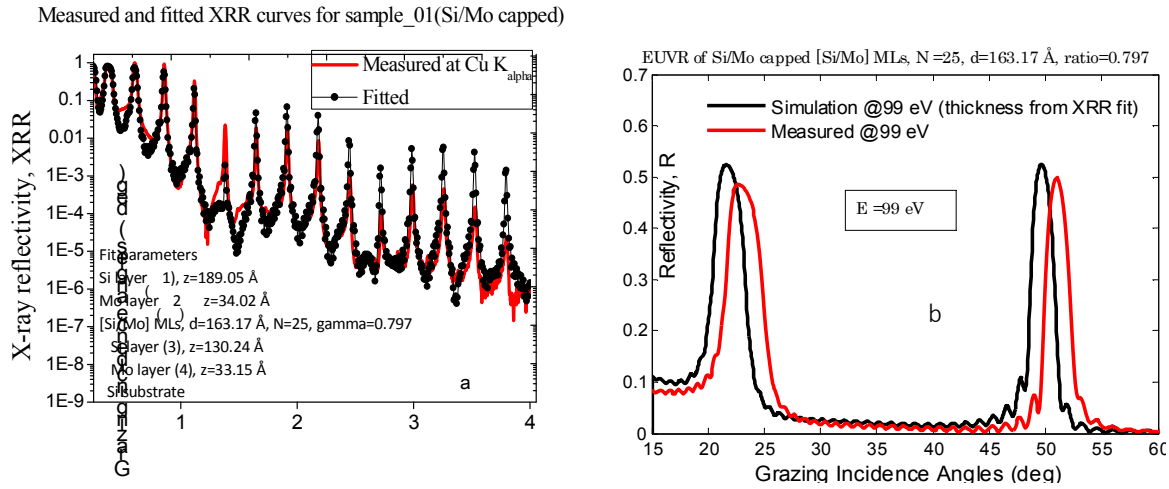 Measured and fitted XRR curves for sample_01(Si/Mo capped)
X-ray reflectivity, XRR
1
0.1
0.01
1E-3
1E-4
1E-5
1E-6
1E-7
1E-8
1E-9
Measured at Cu K alpha
Fitted
Fit parameters
Si layer ( 1), z=189.05 Å
Mo layer ( 2 ) z=34.02 Å
[Si/Mo] MLs, d=163.17 Å, N=25, gamma=0.797
Si layer (3), z=130.24 Å
Mo layer (4), z=33.15 Å
Si substrate
a
1
2
3
4
EUVR of Si/Mo capped [Si/Mo] MLs, N =25, d=163.17 Å, ratio=0.797
Reflectivity, R
0.7
0.6
0.5
0.4
0.3
0.2
0.1
0
Simulation @99 eV (thickness from XRR fit)
Measured @99 eV
E =99 eV
b
15
20
25
30
35
40
45
50
55
60
Grazing Incidence Angles (deg)